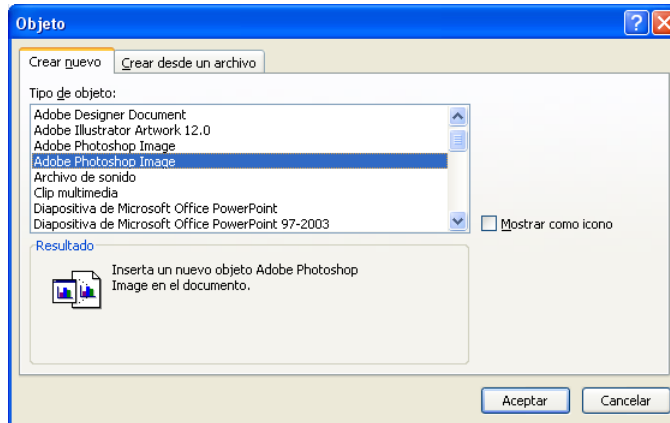 Objeto
Crear nuevo
Crear desde un archivo
Tipo de objeto:
Adobe Designer Document
Adobe Illustrator Artwork 12.0
Adobe Photoshop Image
Adobe Photoshop Image
Archivo de sonido
Clip multimedia
Diapositiva de Microsoft Office PowerPoint
Diapositiva de Microsoft Office PowerPoint 97-2003
Mostrar como icono
Resultado
Inserta un nuevo objeto Adobe Photoshop
Image en el documento.
Aceptar
Cancelar